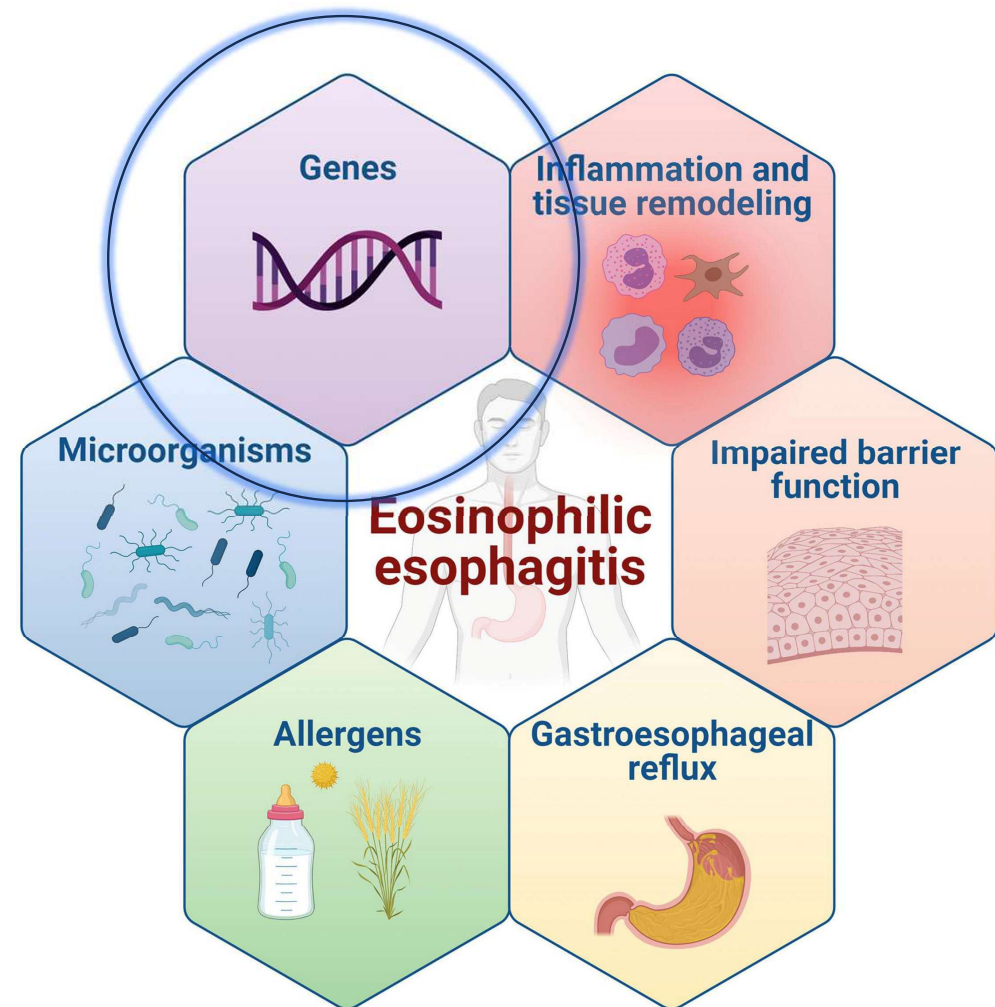 Genes
Inflammation and
tissue remodeling
Microorganisms
Impaired barrier
function
Eosinophilic
esophagitis
Allergens
Gastroesophageal
reflux